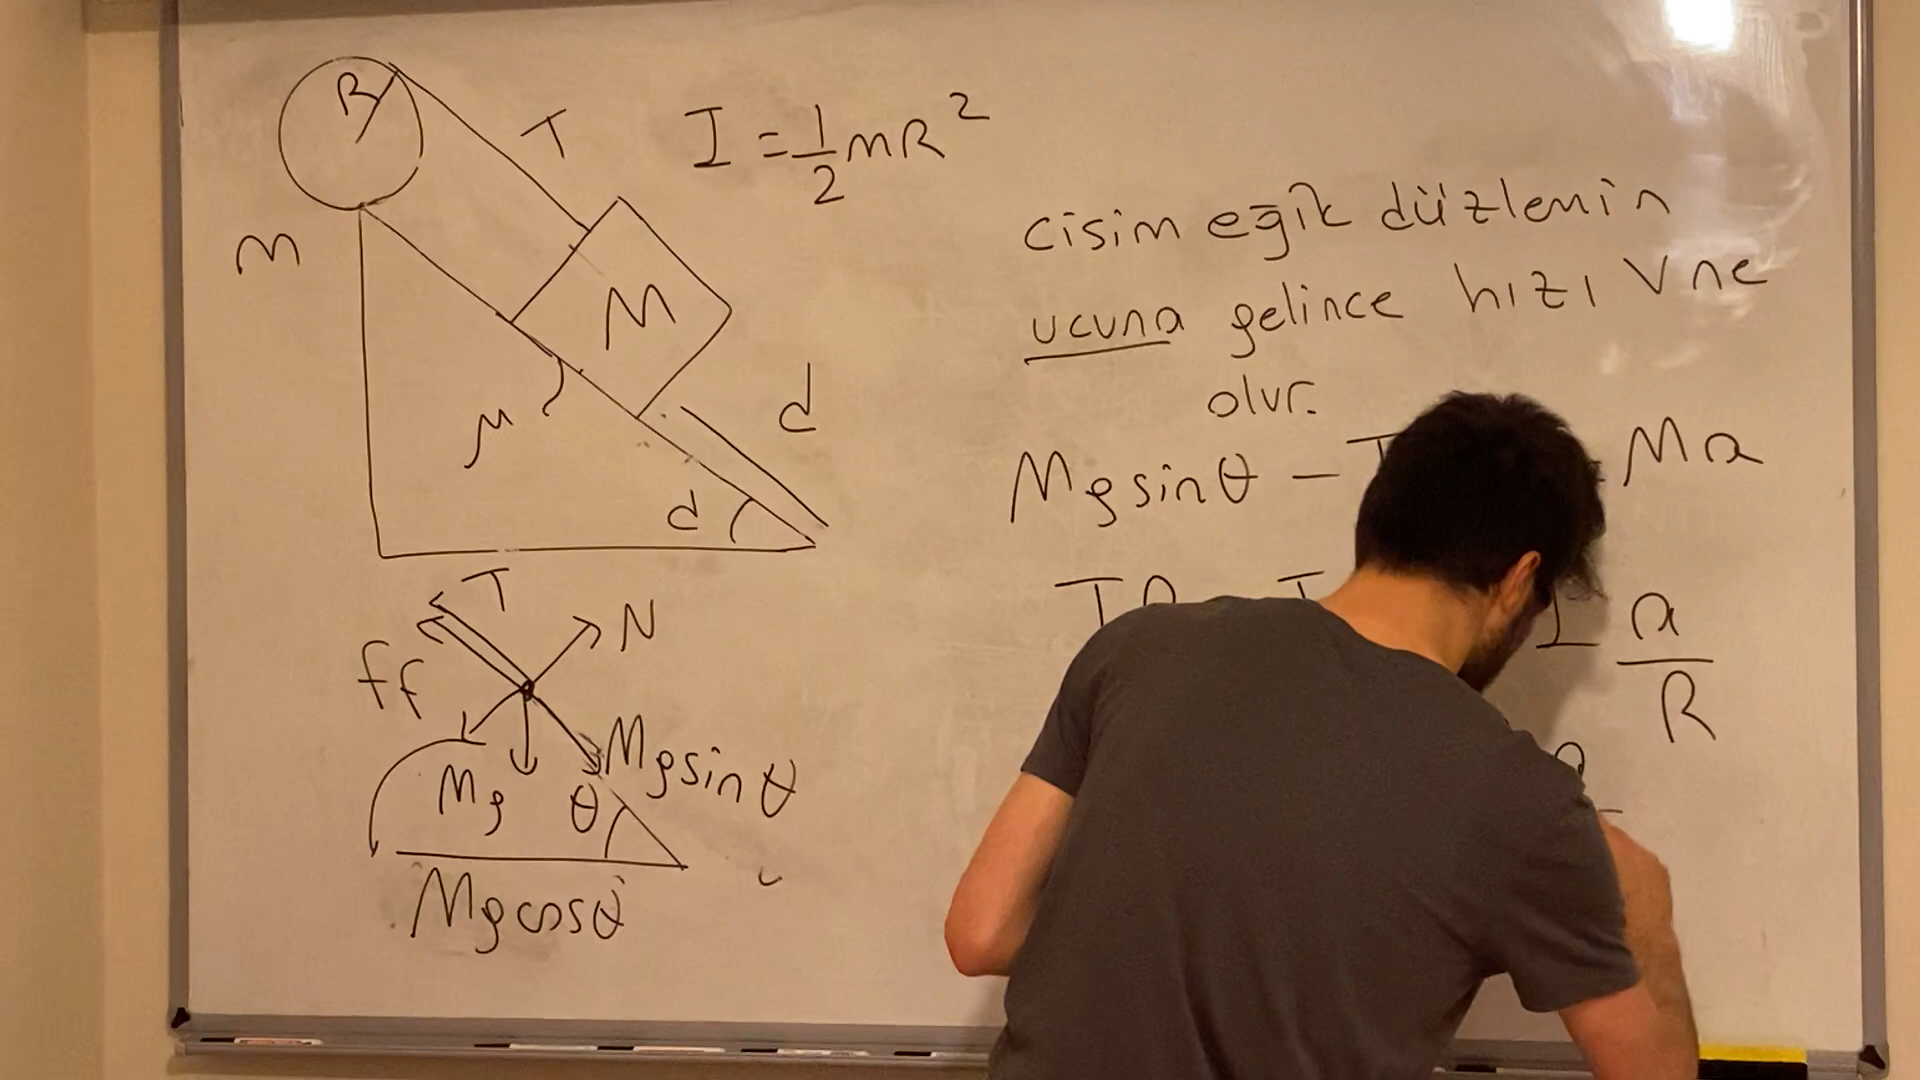 R
T
I = 1/2 mR²
m
M
μ
d
d
cisim eğik düzlemin
ucuna gelince hızı V ne
olur.
Mg sinθ - T Ma
TR I a/R
T
N
ff
Mg
Mg sinθ
θ
Mg cosθ